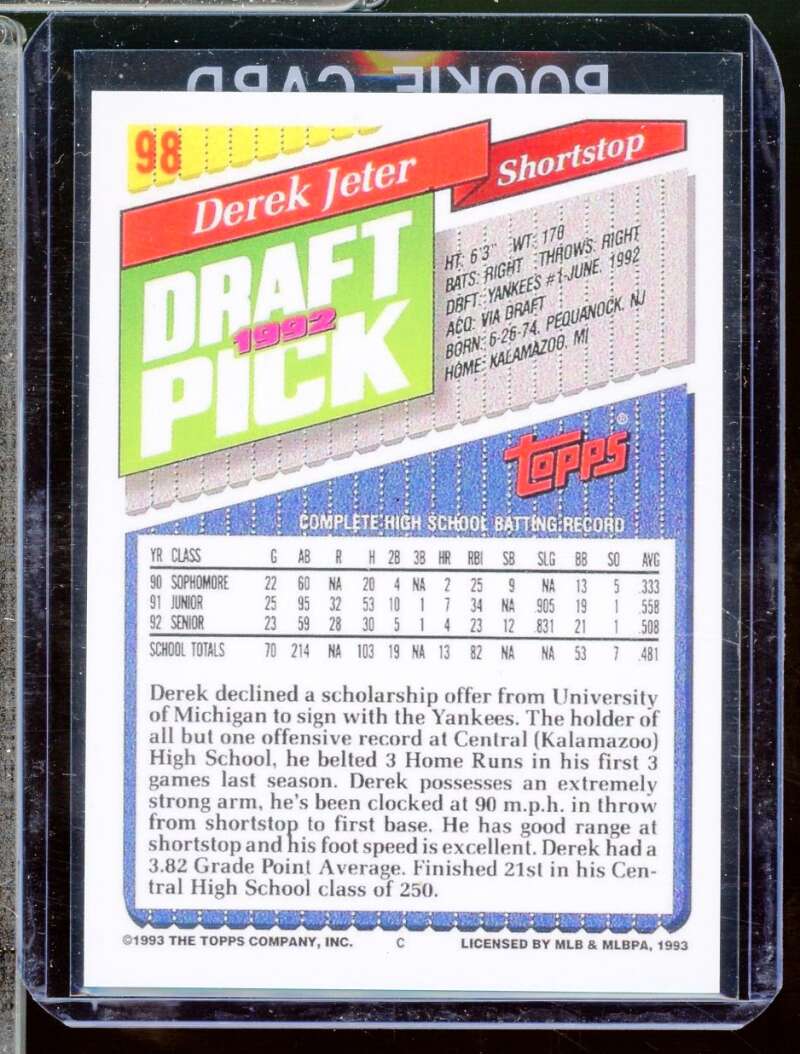 ROOKIE CARD
98
Derek Jeter
Shortstop
DRAFT
1992
PICK
HT: 6'3" WT: 178
BATS: RIGHT THROWS: RIGHT
DRFT: YANKEES #1-JUNE, 1992
ACQ: VIA DRAFT
BORN: 6-26-74, PEQUANOCK, NJ
HOME: KALAMAZOO, MI
topps®
COMPLETE HIGH SCHOOL BATTING RECORD
YR CLASS G AB R H 2B 3B HR RBI SB SLG BB SO AVG
90 SOPHOMORE 22 60 NA 20 4 NA 2 25 9 NA 13 5 .333
91 JUNIOR 25 95 32 53 10 1 7 34 NA .905 19 1 .558
92 SENIOR 23 59 28 30 5 1 4 23 12 .831 21 1 .508
SCHOOL TOTALS 70 214 NA 103 19 NA 13 82 NA NA 53 7 .481
Derek declined a scholarship offer from University
of Michigan to sign with the Yankees. The holder of
all but one offensive record at Central (Kalamazoo)
High School, he belted 3 Home Runs in his first 3
games last season. Derek possesses an extremely
strong arm, he's been clocked at 90 m.p.h. in throw
from shortstop to first base. He has good range at
shortstop and his foot speed is excellent. Derek had a
3.82 Grade Point Average. Finished 21st in his Cen-
tral High School class of 250.
©1993 THE TOPPS COMPANY, INC. C LICENSED BY MLB & MLBPA, 1993